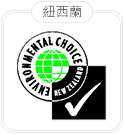 紐西蘭
ENVIRONMENTAL CHOICE
NEW ZEALAND